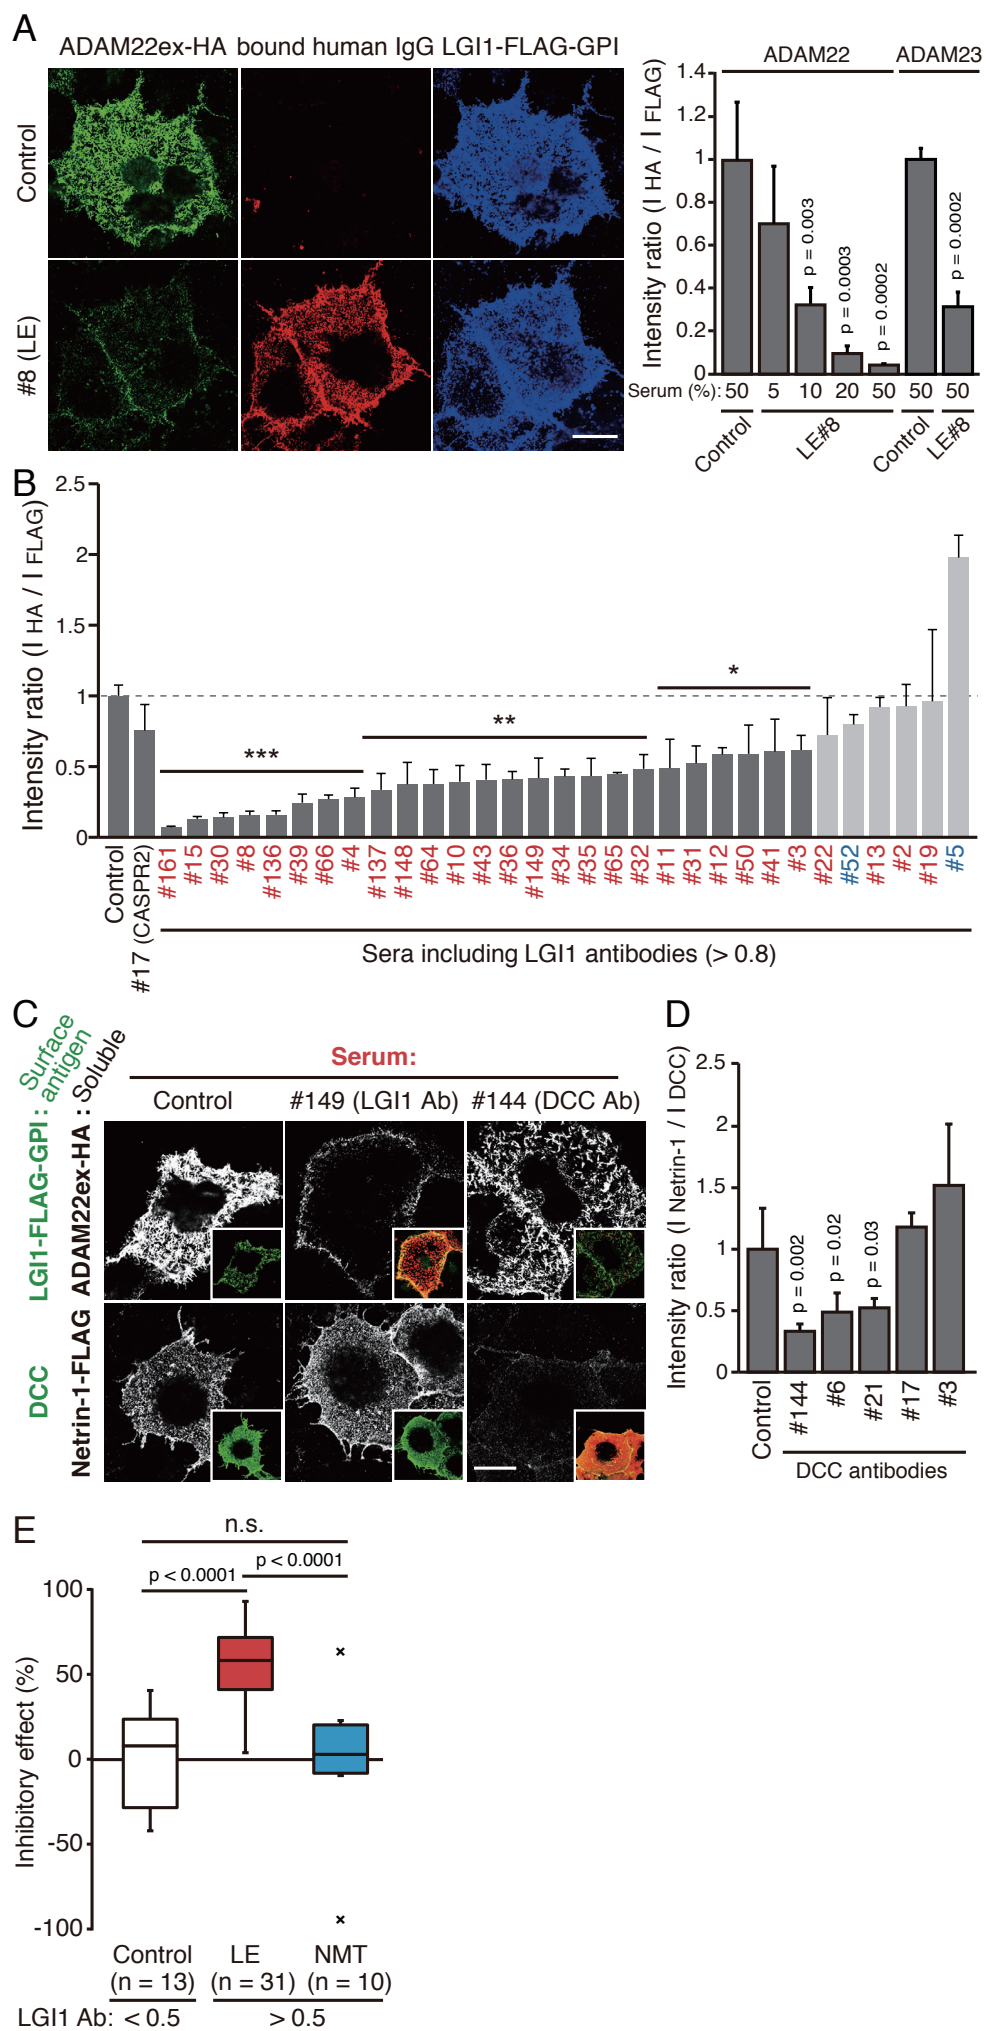 A
ADAM22ex-HA bound human IgG LGI1-FLAG-GPI
Control
#8 (LE)
ADAM22 ADAM23
Intensity ratio (I HA / I FLAG)
1.4
1.2
1
0.8
0.6
0.4
0.2
0
p = 0.003
p = 0.0003
p = 0.0002
p = 0.0002
Serum (%): 50 5 10 20 50 50 50
Control LE#8 Control LE#8
B
Intensity ratio (I HA / I FLAG)
2.5
2
1.5
1
0.5
0
*** ** *
Control #17 (CASPR2) #161 #15 #30 #8 #136 #39 #66 #4 #137 #148 #64 #10 #43 #36 #149 #34 #35 #65 #32 #11 #31 #12 #50 #41 #3 #22 #52 #13 #2 #19 #5
Sera including LGI1 antibodies (> 0.8)
C
Surface antigen
Soluble
Serum:
Control #149 (LGI1 Ab) #144 (DCC Ab)
LGI1-FLAG-GPI :
ADAM22ex-HA :
DCC
Netrin-1-FLAG
D
Intensity ratio (I Netrin-1 / I DCC)
2.5
2
1.5
1
0.5
0
p = 0.002
p = 0.02
p = 0.03
Control #144 #6 #21 #17 #3
DCC antibodies
E
n.s.
p < 0.0001
p < 0.0001
Inhibitory effect (%)
100
50
0
-50
-100
Control LE NMT
(n = 13) (n = 31) (n = 10)
LGI1 Ab: < 0.5 > 0.5